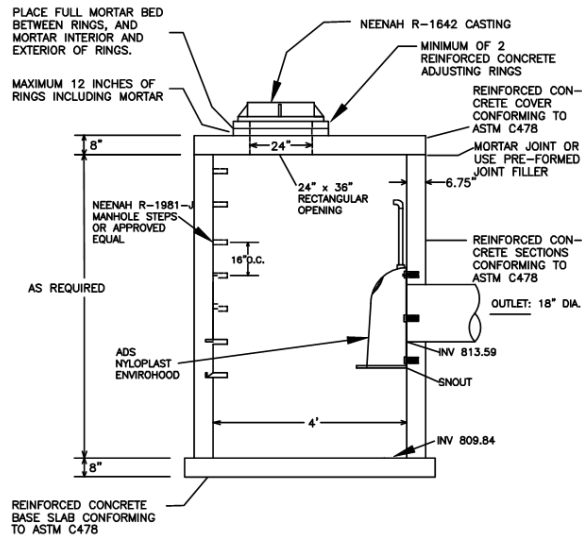 PLACE FULL MORTAR BED
BETWEEN RINGS, AND
MORTAR INTERIOR AND
EXTERIOR OF RINGS.
MAXIMUM 12 INCHES OF
RINGS INCLUDING MORTAR
NEENAH R-1642 CASTING
MINIMUM OF 2
REINFORCED CONCRETE
ADJUSTING RINGS
REINFORCED CON-
CRETE COVER
CONFORMING TO
ASTM C478
MORTAR JOINT OR
USE PRE-FORMED
JOINT FILLER
8"
24"
6.75"
24" x 36"
RECTANGULAR
OPENING
NEENAH R-1981-J
MANHOLE STEPS
OR APPROVED
EQUAL
16"O.C.
REINFORCED CON-
CRETE SECTIONS
CONFORMING TO
ASTM C478
AS REQUIRED
OUTLET: 18" DIA.
ADS
NYLOPLAST
ENVIROHOOD
INV 813.59
SNOUT
4'
INV 809.84
8"
REINFORCED CONCRETE
BASE SLAB CONFORMING
TO ASTM C478